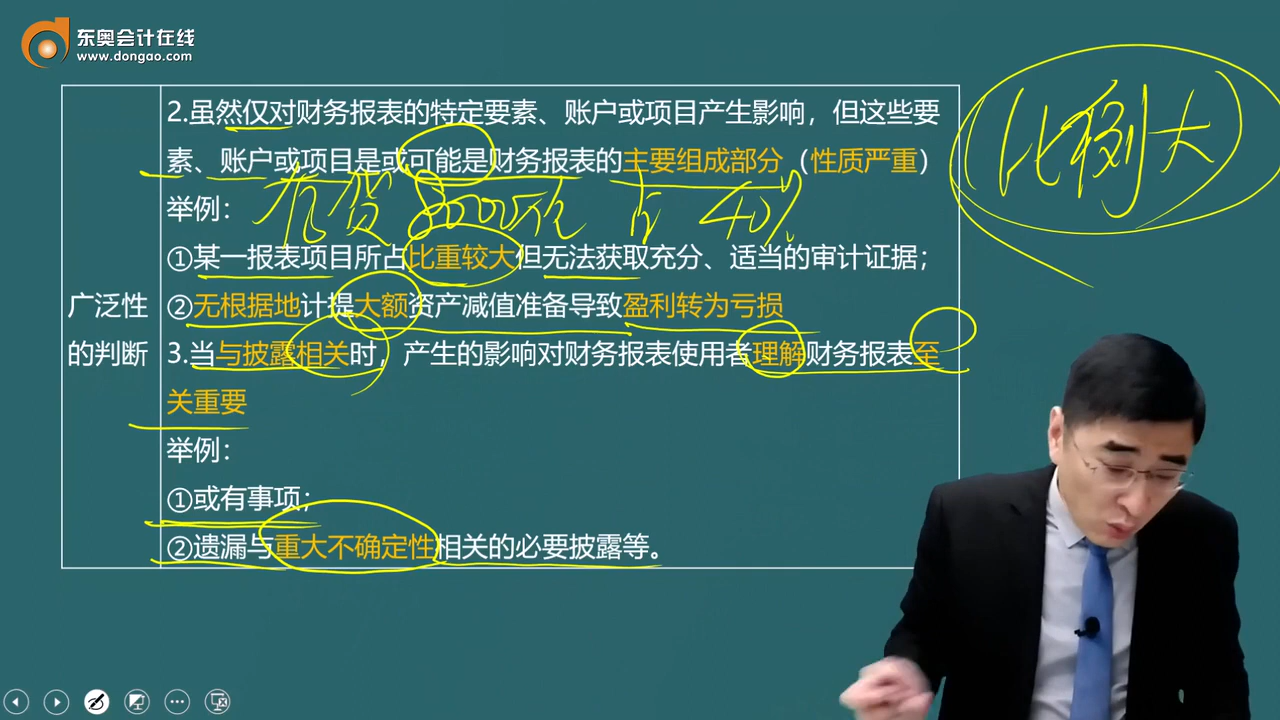 东奥会计在线
www.dongao.com
2.虽然仅对财务报表的特定要素、账户或项目产生影响，但这些要
素、账户或项目是或可能是财务报表的主要组成部分（性质严重）
比例大
举例：
存货 8000万元 占 40%
①某一报表项目所占比重较大但无法获取充分、适当的审计证据；
②无根据地计提大额资产减值准备导致盈利转为亏损
广泛性
的判断
3.当与披露相关时，产生的影响对财务报表使用者理解财务报表至
关重要
举例：
①或有事项；
②遗漏与重大不确定性相关的必要披露等。